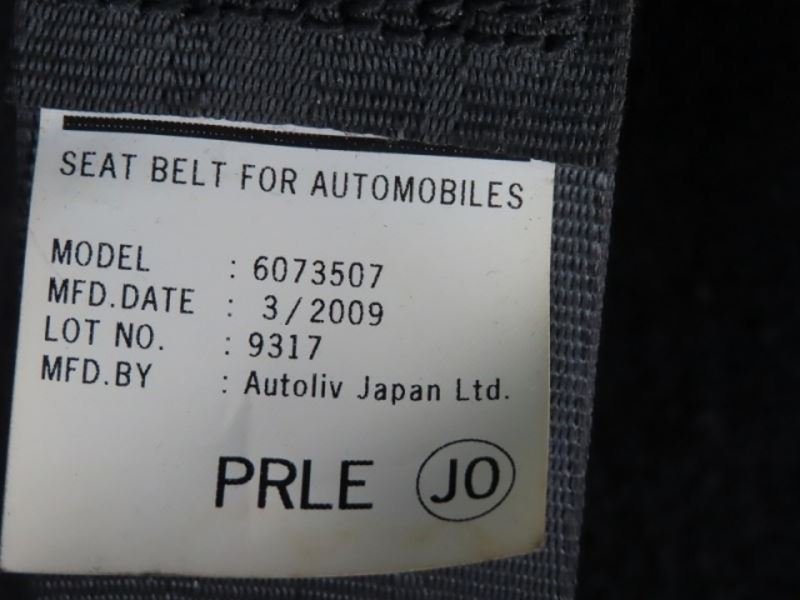 SEAT BELT FOR AUTOMOBILES
MODEL : 6073507
MFD.DATE : 3/2009
LOT NO. : 9317
MFD.BY : Autoliv Japan Ltd.
PRLE JO